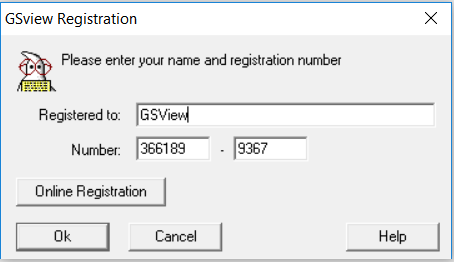 GSview Registration
Please enter your name and registration number
Registered to: GSView
Number: 366189 - 9367
Online Registration
Ok Cancel Help